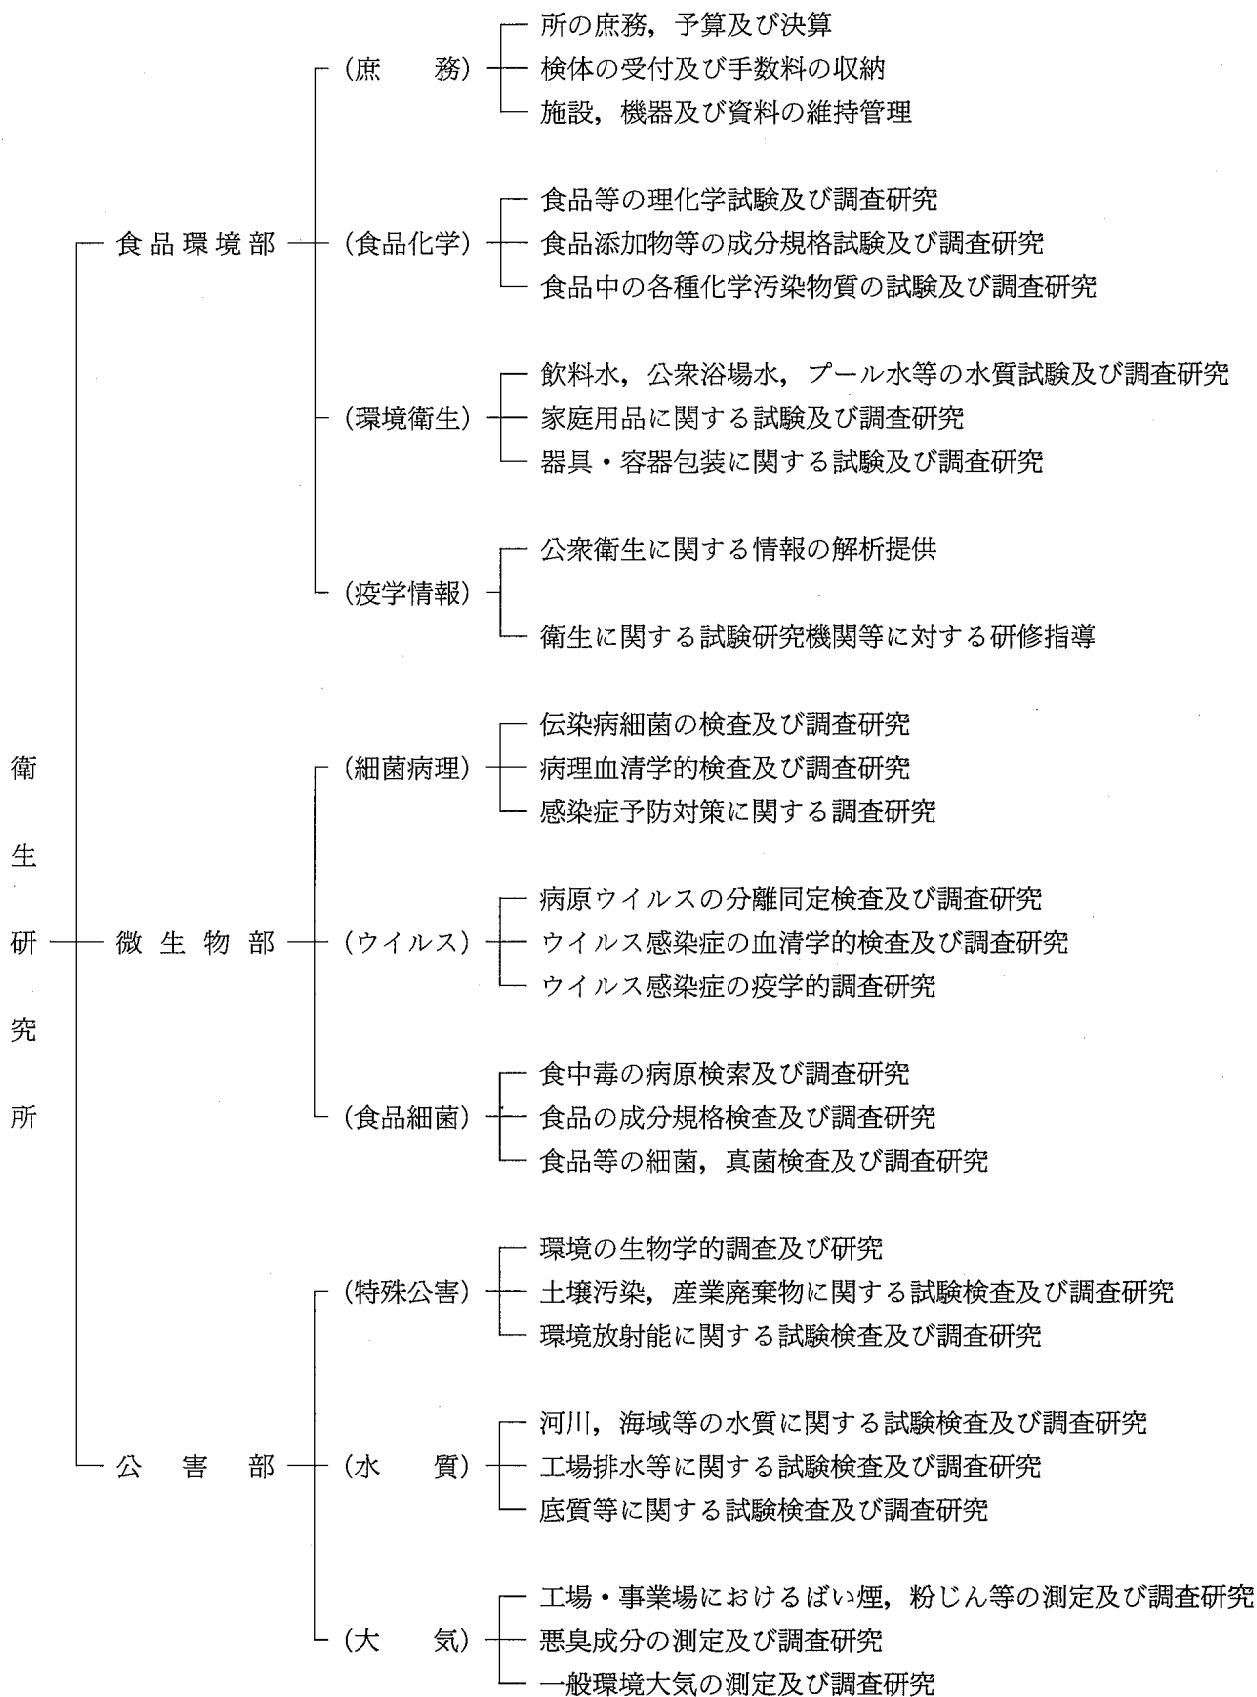 衛生研究所
食品環境部
(庶　務)
所の庶務，予算及び決算
検体の受付及び手数料の収納
施設，機器及び資料の維持管理
(食品化学)
食品等の理化学試験及び調査研究
食品添加物等の成分規格試験及び調査研究
食品中の各種化学汚染物質の試験及び調査研究
(環境衛生)
飲料水，公衆浴場水，プール水等の水質試験及び調査研究
家庭用品に関する試験及び調査研究
器具・容器包装に関する試験及び調査研究
(疫学情報)
公衆衛生に関する情報の解析提供
衛生に関する試験研究機関等に対する研修指導
微生物部
(細菌病理)
伝染病細菌の検査及び調査研究
病理血清学的検査及び調査研究
感染症予防対策に関する調査研究
(ウイルス)
病原ウイルスの分離同定検査及び調査研究
ウイルス感染症の血清学的検査及び調査研究
ウイルス感染症の疫学的調査研究
(食品細菌)
食中毒の病原検索及び調査研究
食品の成分規格検査及び調査研究
食品等の細菌，真菌検査及び調査研究
公害部
(特殊公害)
環境の生物学的調査及び研究
土壌汚染，産業廃棄物に関する試験検査及び調査研究
環境放射能に関する試験検査及び調査研究
(水　質)
河川，海域等の水質に関する試験検査及び調査研究
工場排水等に関する試験検査及び調査研究
底質等に関する試験検査及び調査研究
(大　気)
工場・事業場におけるばい煙，粉じん等の測定及び調査研究
悪臭成分の測定及び調査研究
一般環境大気の測定及び調査研究